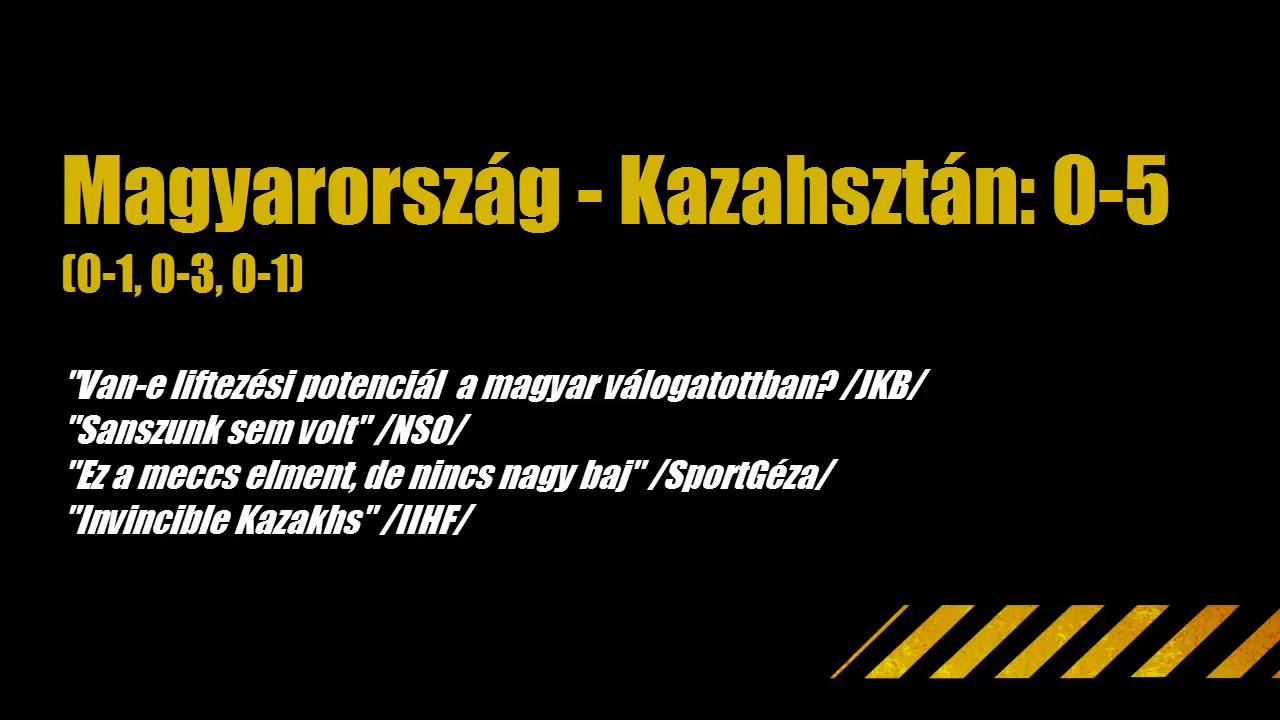 Magyarország - Kazahsztán: 0-5
(0-1, 0-3, 0-1)
"Van-e liftezési potenciál  a magyar válogatottban? /JKB/
"Sanszunk sem volt" /NSO/
"Ez a meccs elment, de nincs nagy baj" /SportGéza/
"Invincible Kazakhs" /IIHF/